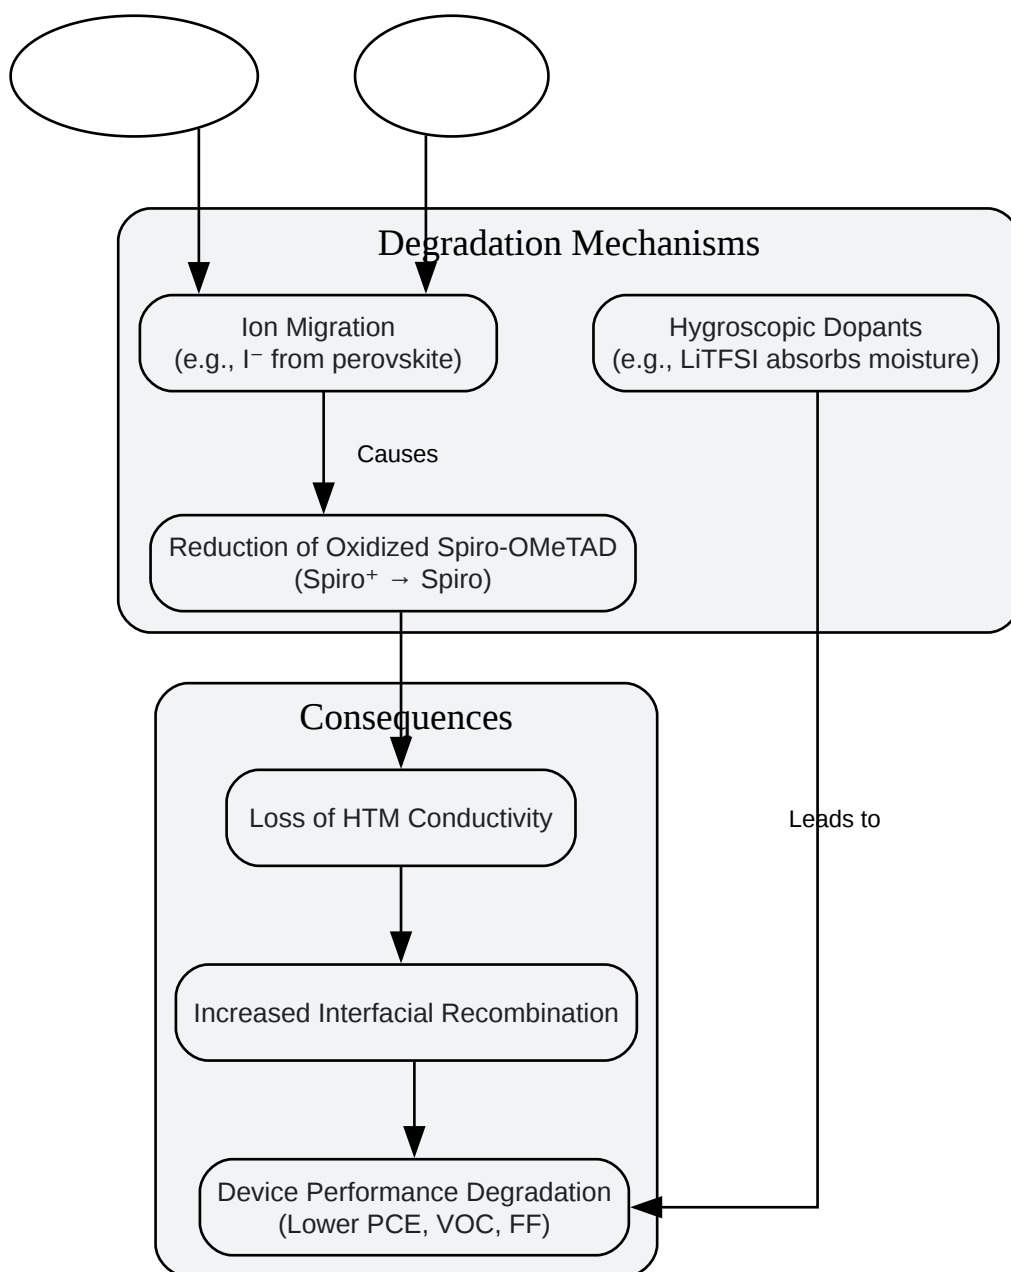 Degradation Mechanisms
Ion Migration
(e.g., I⁻ from perovskite)
Hygroscopic Dopants
(e.g., LiTFSI absorbs moisture)
Causes
Reduction of Oxidized Spiro-OMeTAD
(Spiro⁺ → Spiro)
Consequences
Loss of HTM Conductivity
Leads to
Increased Interfacial Recombination
Device Performance Degradation
(Lower PCE, VOC, FF)